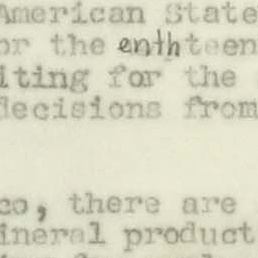 American State
or the enthteen
iting for the
decisions from
co, there are
ineral product